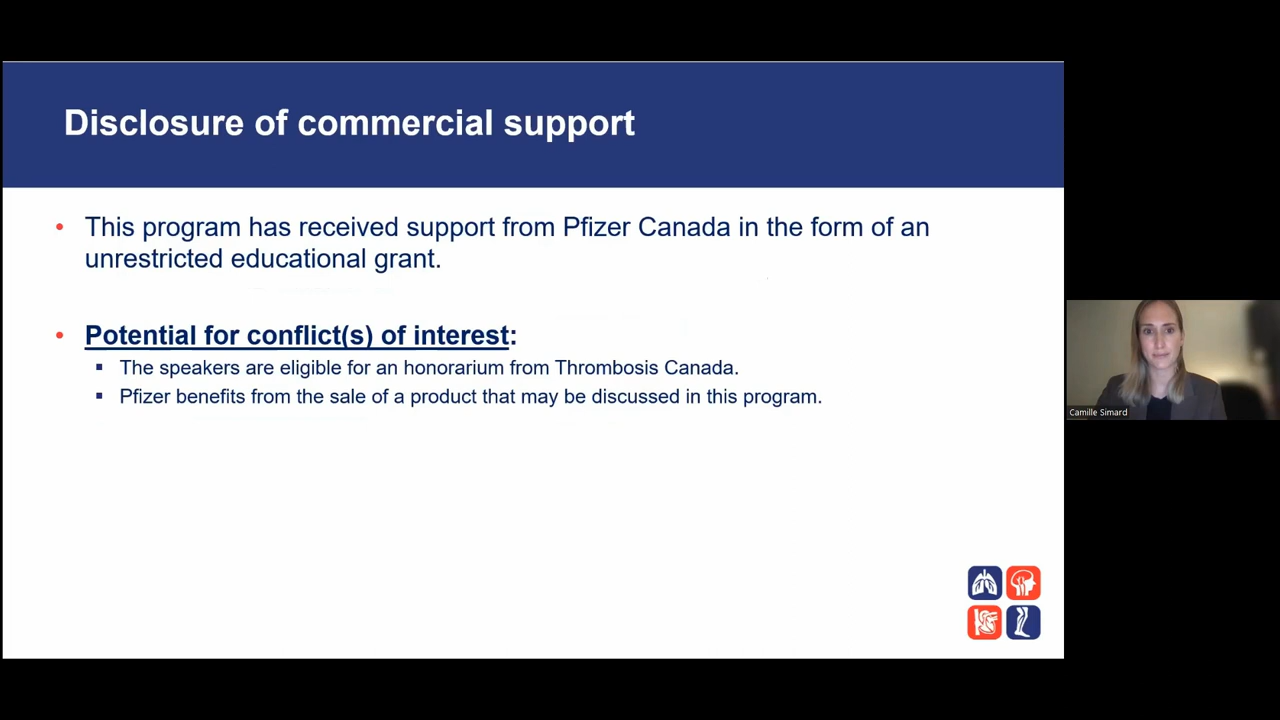 Disclosure of commercial support
• This program has received support from Pfizer Canada in the form of an
unrestricted educational grant.
• Potential for conflict(s) of interest:
▪ The speakers are eligible for an honorarium from Thrombosis Canada.
▪ Pfizer benefits from the sale of a product that may be discussed in this program.
Camille Simard